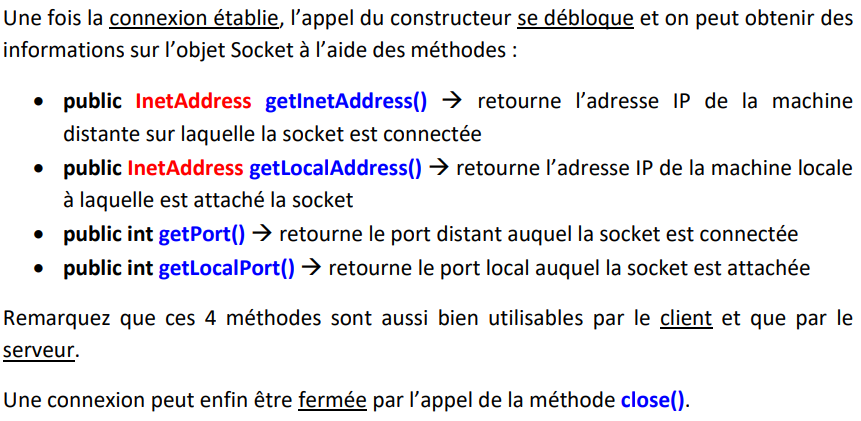 Une fois la connexion établie, l’appel du constructeur se débloque et on peut obtenir des
informations sur l’objet Socket à l’aide des méthodes :
• public InetAddress getInetAddress() → retourne l’adresse IP de la machine
distante sur laquelle la socket est connectée
• public InetAddress getLocalAddress() → retourne l’adresse IP de la machine locale
à laquelle est attaché la socket
• public int getPort() → retourne le port distant auquel la socket est connectée
• public int getLocalPort() → retourne le port local auquel la socket est attachée
Remarquez que ces 4 méthodes sont aussi bien utilisables par le client et que par le
serveur.
Une connexion peut enfin être fermée par l’appel de la méthode close().